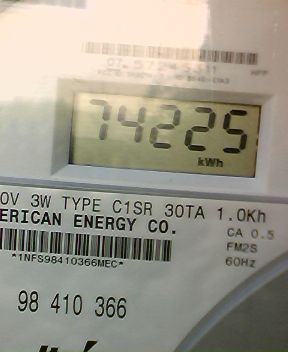 74225
kWh
0V 3W TYPE C1SR 30TA 1.0Kh
ERICAN ENERGY CO.
CA 0.5
*1NFS98410366MEC*
FM2S
60Hz
98 410 366